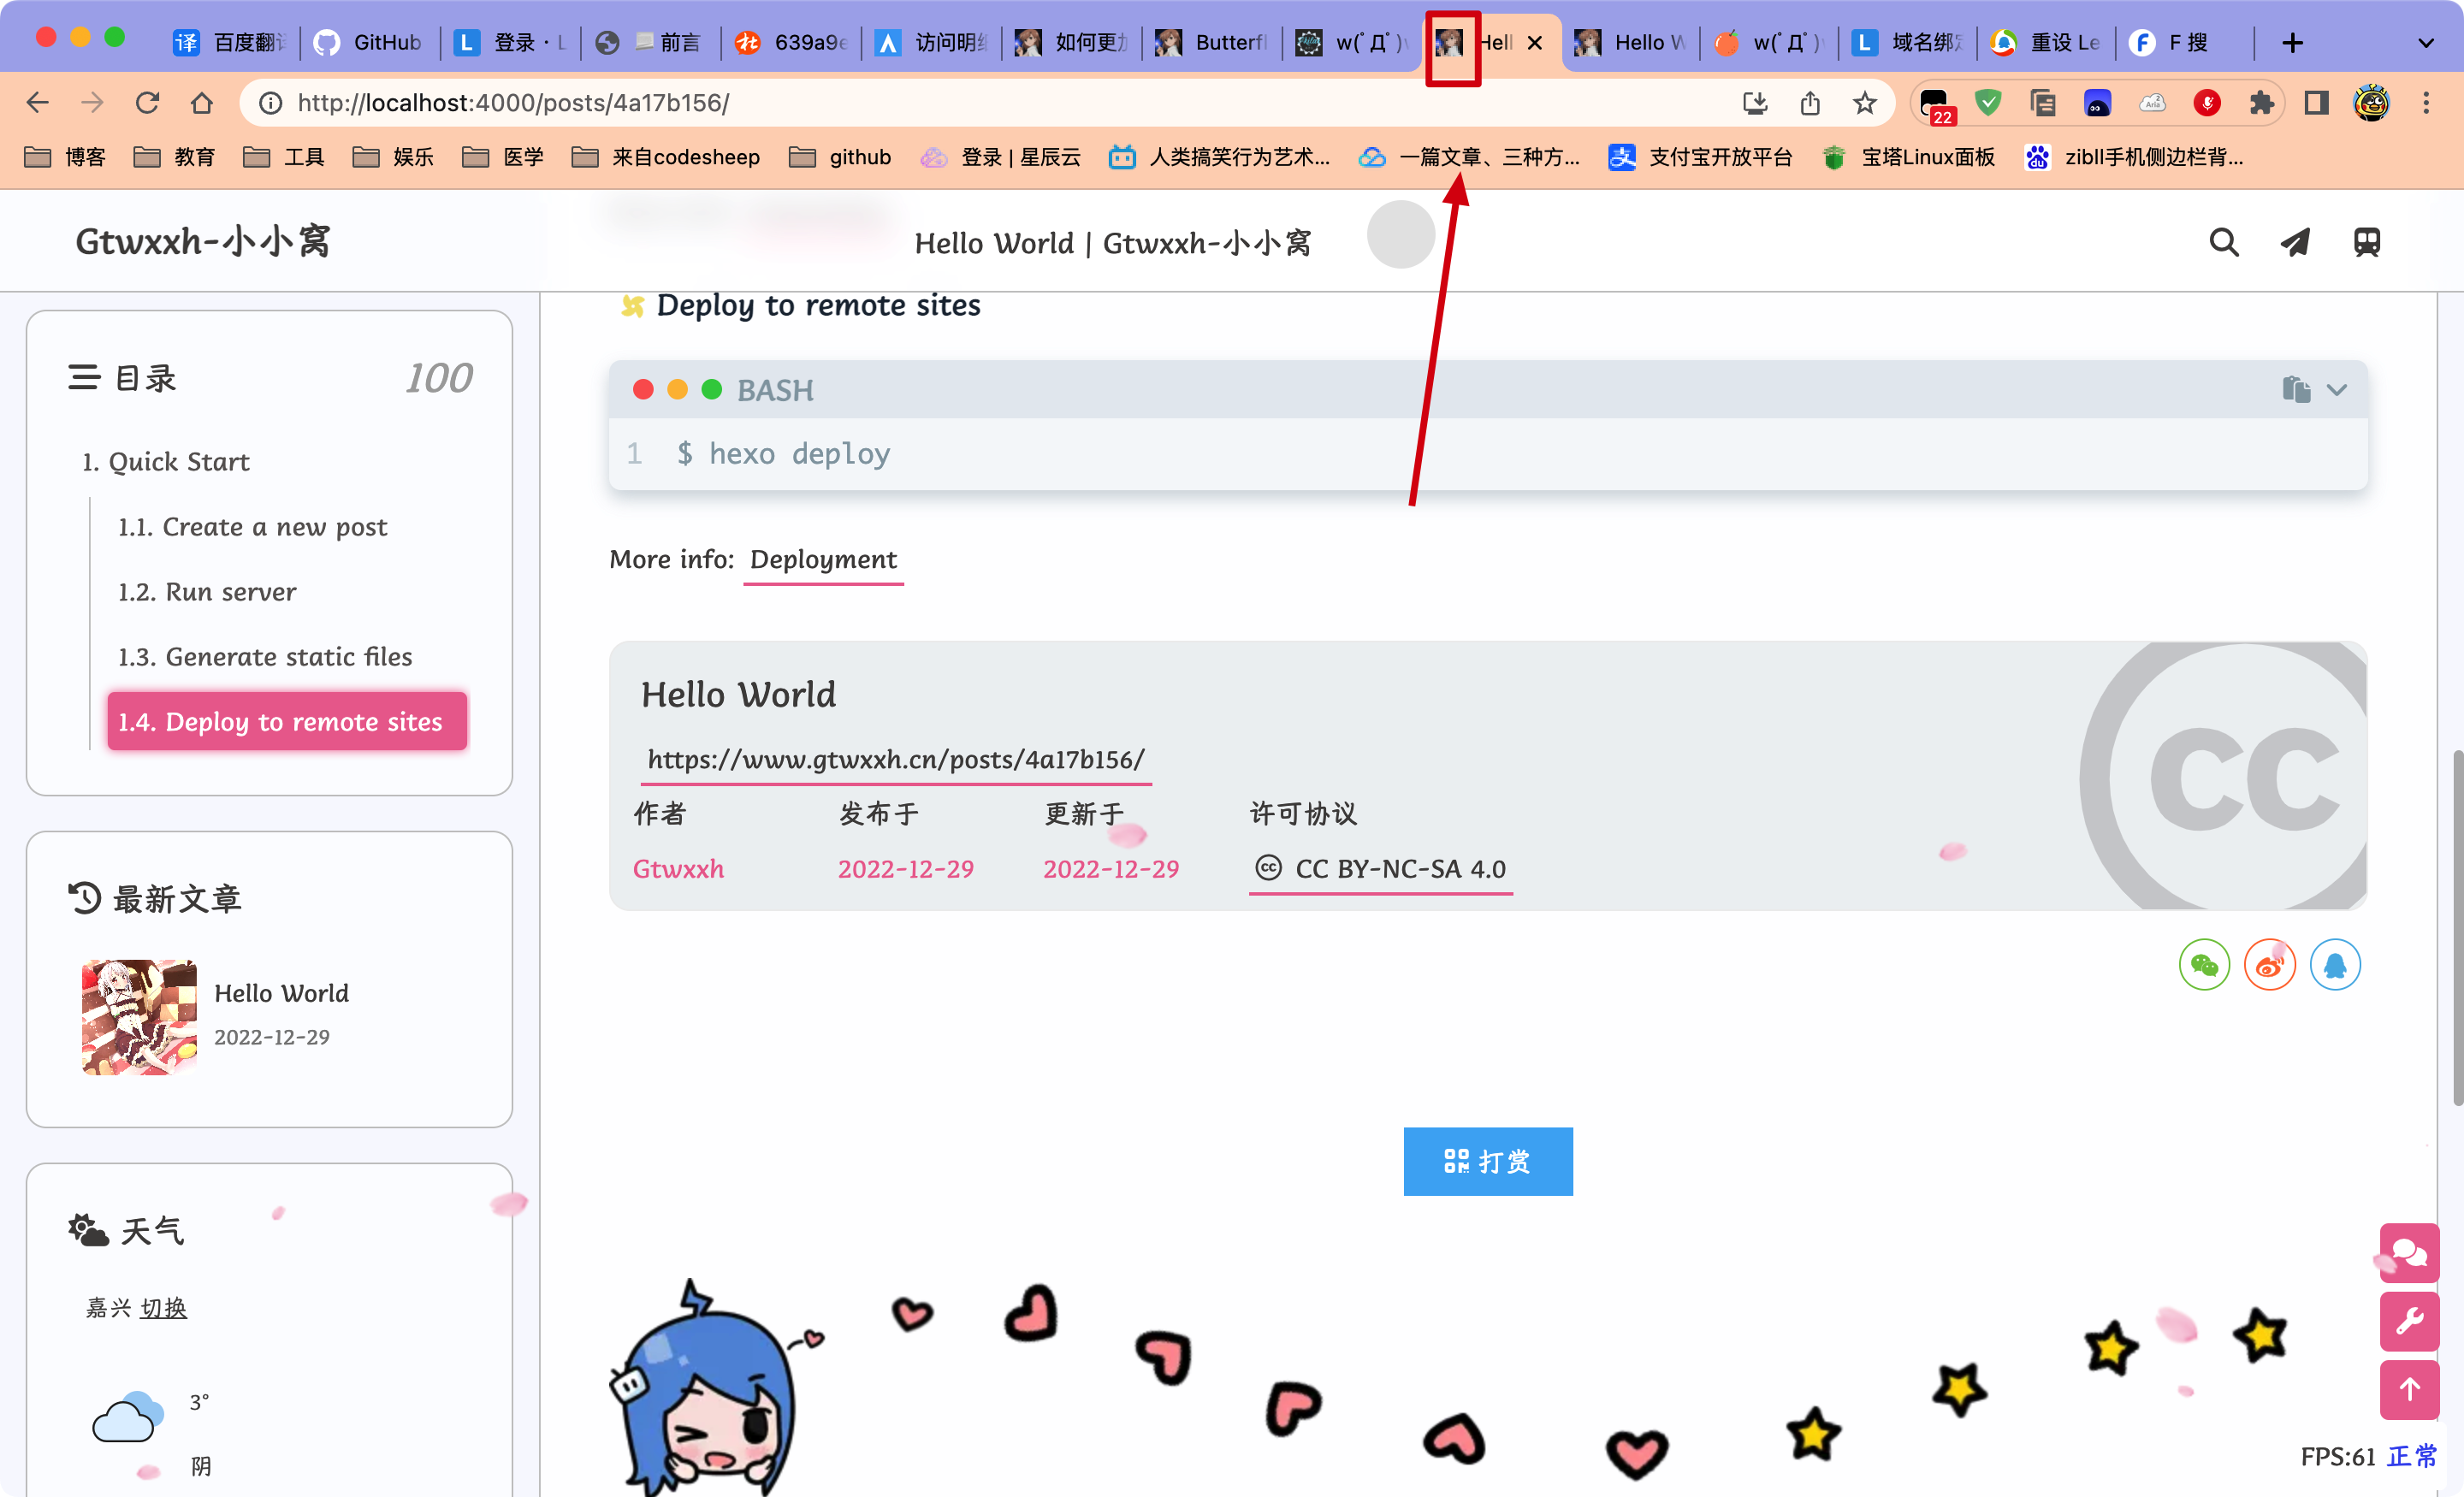 译 百度翻译
GitHub
L 登录 · L
前言
639a9e
访问明细
如何更加
Butterfl
w(ﾟДﾟ)w
Hell
Hello W
w(ﾟДﾟ)w
L 域名绑定
重设 Le
F F 搜
http://localhost:4000/posts/4a17b156/
22
博客
教育
工具
娱乐
医学
来自codesheep
github
登录 | 星辰云
人类搞笑行为艺术...
一篇文章、三种方...
支 支付宝开放平台
宝塔Linux面板
du zibll手机侧边栏背...
Gtwxxh-小小窝
Hello World | Gtwxxh-小小窝
目录 100
1. Quick Start
1.1. Create a new post
1.2. Run server
1.3. Generate static files
1.4. Deploy to remote sites
最新文章
Hello World
2022-12-29
天气
嘉兴 切换
3°
阴
Deploy to remote sites
BASH
1 $ hexo deploy
More info: Deployment
Hello World
https://www.gtwxxh.cn/posts/4a17b156/
作者 发布于 更新于 许可协议
Gtwxxh 2022-12-29 2022-12-29 cc CC BY-NC-SA 4.0
cc
打赏
FPS:61 正常